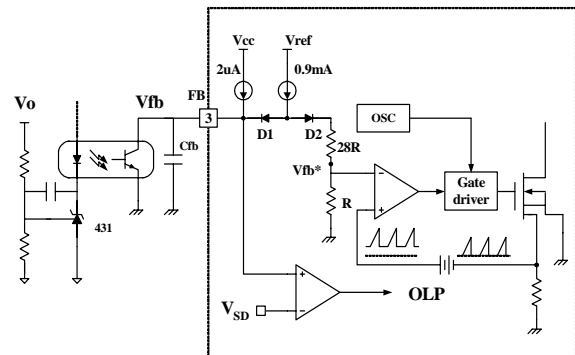 Vcc Vref
2uA 0.9mA
Vo Vfb FB
3
D1 D2
OSC
Cfb
28R
Vfb*
R
Gate
driver
431
OLP
V_SD
− +
+ −